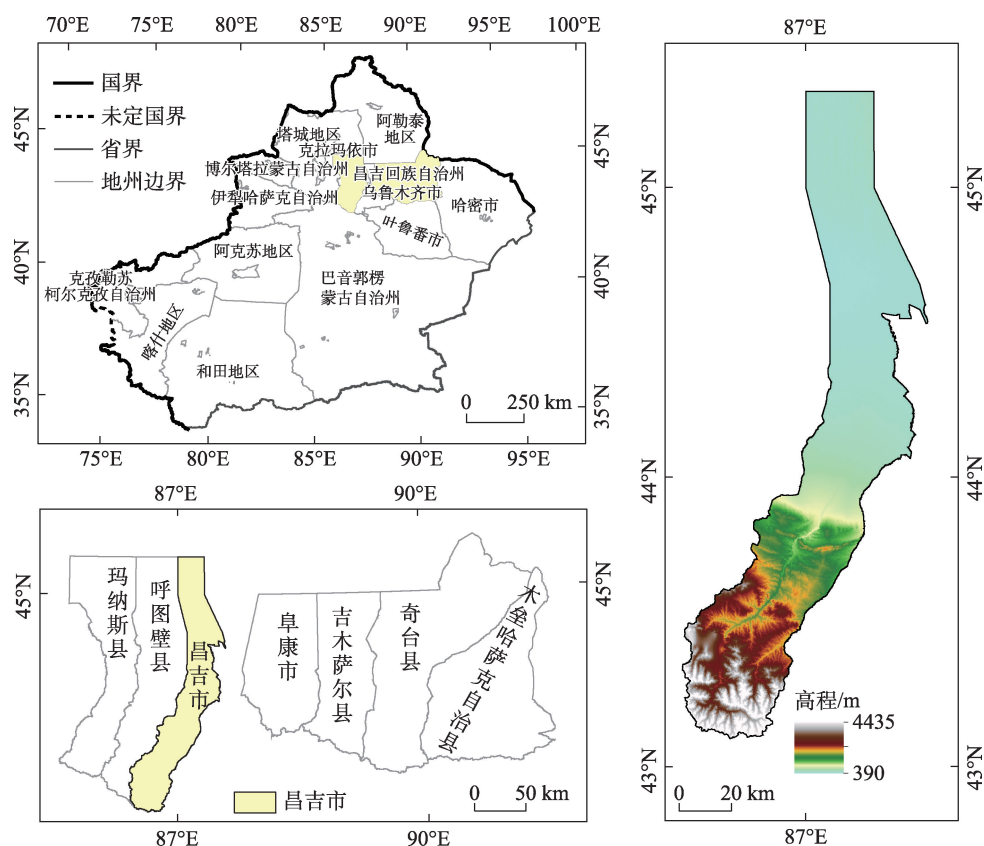 70°E 75°E 80°E 85°E 90°E 95°E 100°E
国界
未定国界
省界
地州边界
45°N
40°N
35°N
45°N
40°N
35°N
阿勒泰
地区
塔城地区
克拉玛依市
博尔塔拉蒙古自治州
昌吉回族自治州
伊犁哈萨克自治州
乌鲁木齐市
哈密市
吐鲁番市
阿克苏地区
克孜勒苏
柯尔克孜自治州
巴音郭楞
蒙古自治州
喀什地区
和田地区
0 250 km
75°E 80°E 85°E 90°E 95°E
87°E 90°E
45°N
45°N
玛纳斯县
呼图壁县
昌吉市
阜康市
吉木萨尔县
奇台县
木垒哈萨克自治县
昌吉市
0 50 km
87°E 90°E
87°E
45°N
44°N
43°N
45°N
44°N
43°N
高程/m
4435
390
0 20 km
87°E